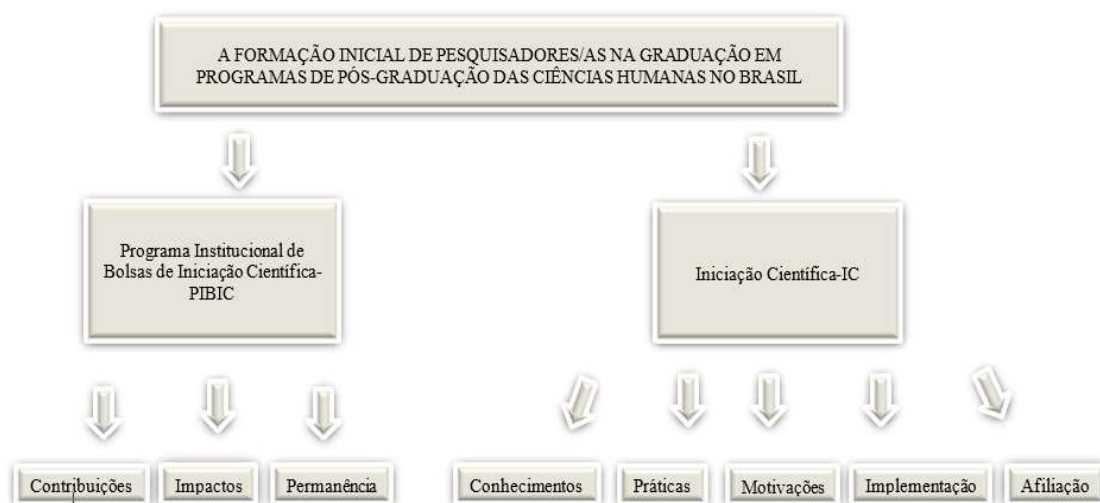 A FORMAÇÃO INICIAL DE PESQUISADORES/AS NA GRADUAÇÃO EM
PROGRAMAS DE PÓS-GRADUAÇÃO DAS CIÊNCIAS HUMANAS NO BRASIL
Programa Institucional de
Bolsas de Iniciação Científica-
PIBIC
Iniciação Científica-IC
Contribuições
Impactos
Permanência
Conhecimentos
Práticas
Motivações
Implementação
Afiliação